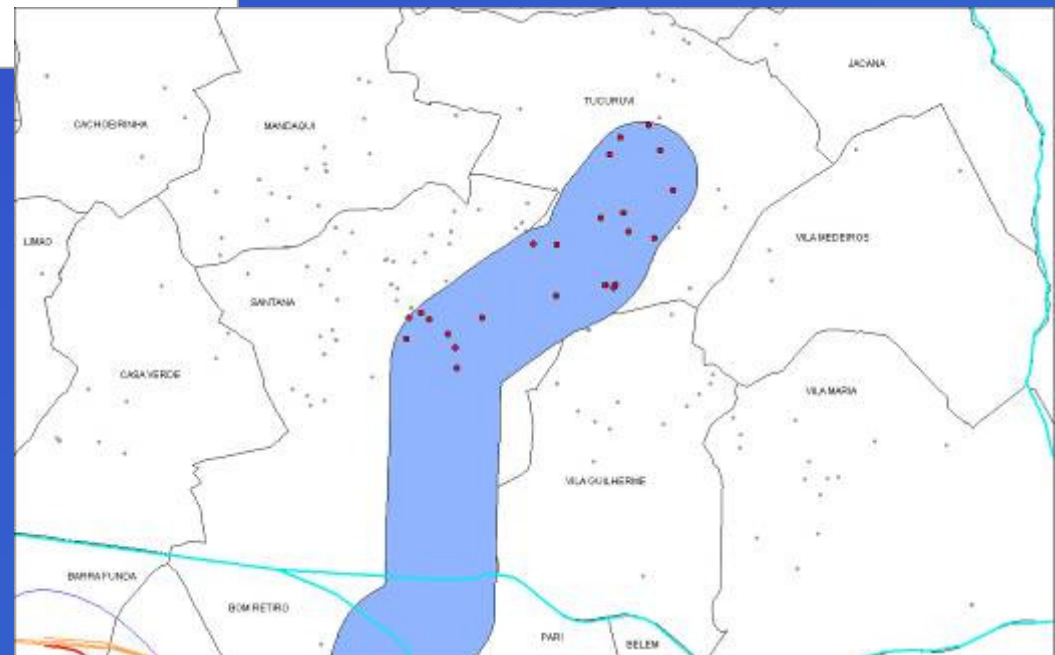 JACANA
TUCURUVI
CACHOEIRINHA
MANDAQUI
LIMAO
VILA MEDEIROS
SANTANA
CASA VERDE
VILA MARIA
VILA GUILHERME
BARRA FUNDA
BOM RETIRO
PARI
BELEM